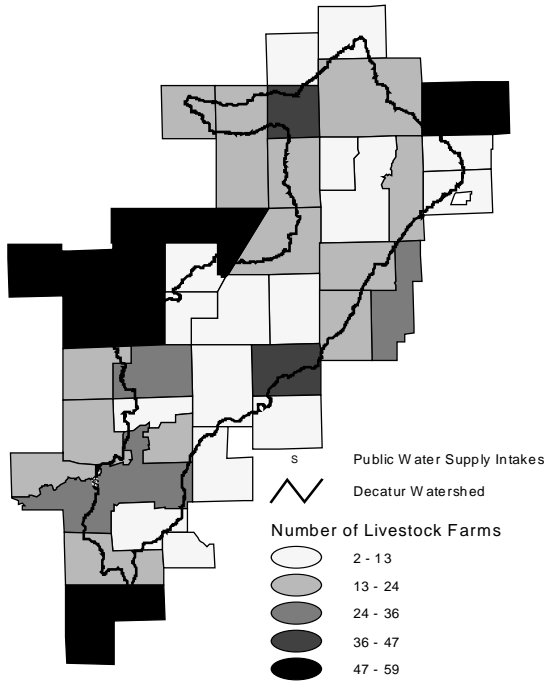 S Public Water Supply Intakes
Decatur Watershed
Number of Livestock Farms
2 - 13
13 - 24
24 - 36
36 - 47
47 - 59